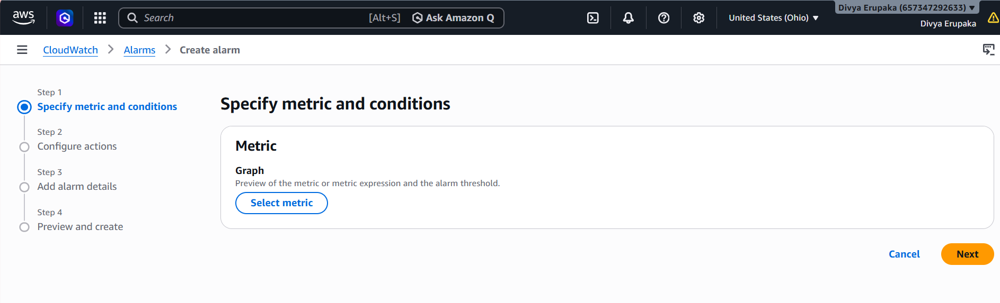 aws
Search [Alt+S] Ask Amazon Q
United States (Ohio)
Divya Erupaka (657347292633)
Divya Erupaka
CloudWatch > Alarms > Create alarm
Step 1
Specify metric and conditions
Step 2
Configure actions
Step 3
Add alarm details
Step 4
Preview and create
Specify metric and conditions
Metric
Graph
Preview of the metric or metric expression and the alarm threshold.
Select metric
Cancel Next